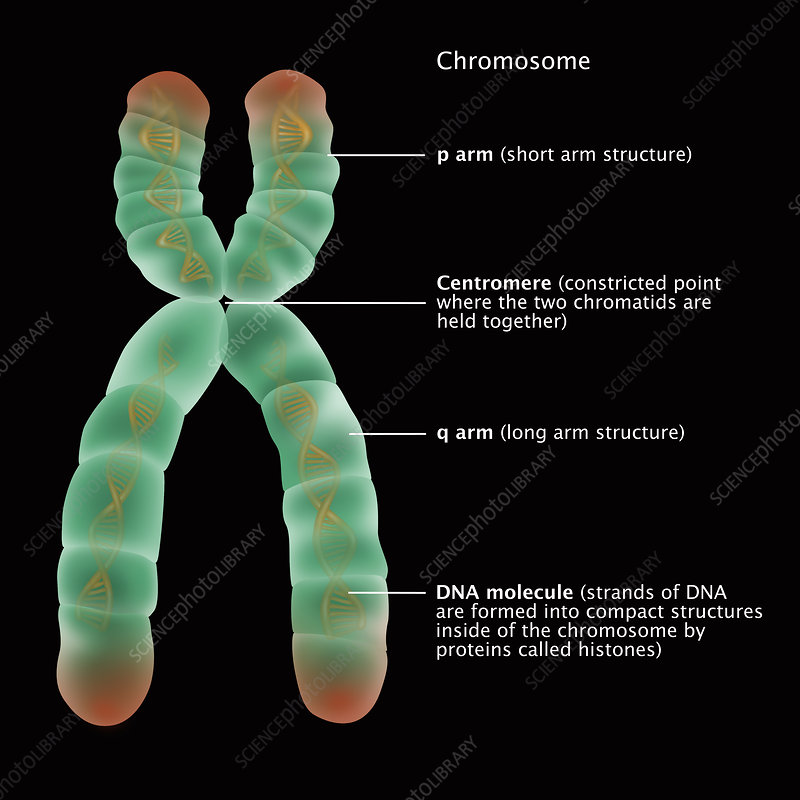 Chromosome
p arm (short arm structure)
Centromere (constricted point
where the two chromatids are
held together)
q arm (long arm structure)
DNA molecule (strands of DNA
are formed into compact structures
inside of the chromosome by
proteins called histones)
SCIENCEphotoLIBRARY